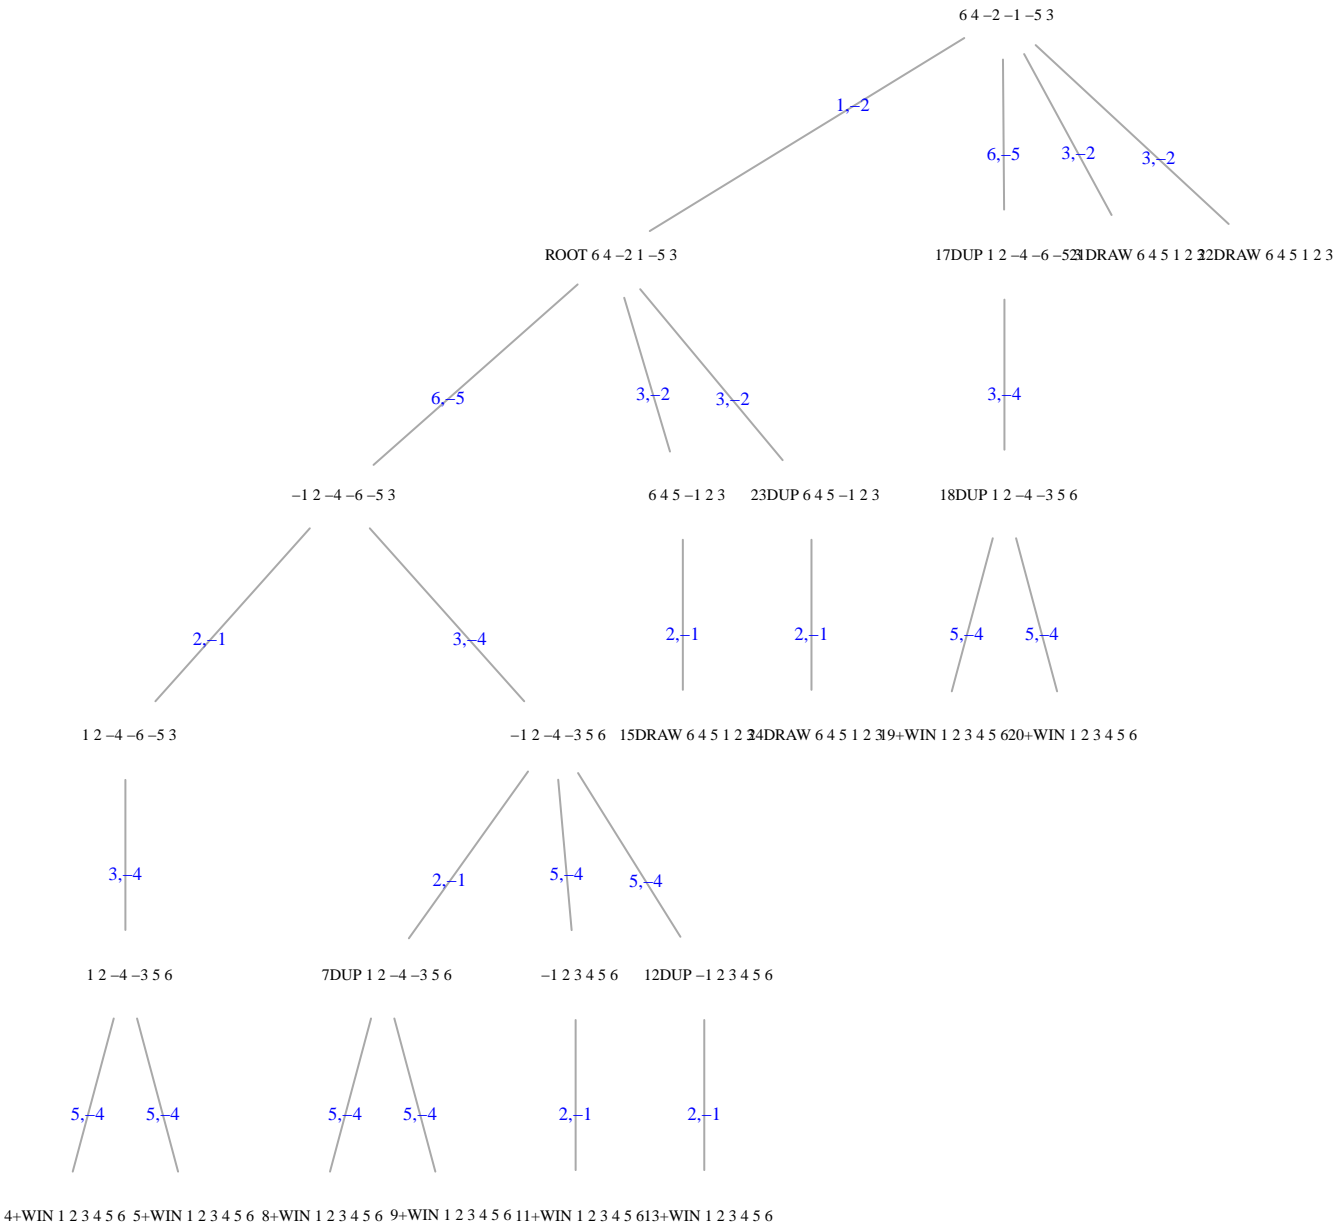 6 4 –2 –1 –5 3
1,–2
6,–5
3,–2
3,–2
ROOT 6 4 –2 1 –5 3
17DUP 1 2 –4 –6 –5 3
21DRAW 6 4 5 1 2 3
22DRAW 6 4 5 1 2 3
6,–5
3,–2
3,–2
3,–4
–1 2 –4 –6 –5 3
6 4 5 –1 2 3
23DUP 6 4 5 –1 2 3
18DUP 1 2 –4 –3 5 6
2,–1
3,–4
2,–1
2,–1
5,–4
5,–4
1 2 –4 –6 –5 3
–1 2 –4 –3 5 6
15DRAW 6 4 5 1 2 3
24DRAW 6 4 5 1 2 3
19+WIN 1 2 3 4 5 6
20+WIN 1 2 3 4 5 6
3,–4
2,–1
5,–4
5,–4
1 2 –4 –3 5 6
7DUP 1 2 –4 –3 5 6
–1 2 3 4 5 6
12DUP –1 2 3 4 5 6
5,–4
5,–4
5,–4
5,–4
2,–1
2,–1
4+WIN 1 2 3 4 5 6
5+WIN 1 2 3 4 5 6
8+WIN 1 2 3 4 5 6
9+WIN 1 2 3 4 5 6
11+WIN 1 2 3 4 5 6
13+WIN 1 2 3 4 5 6